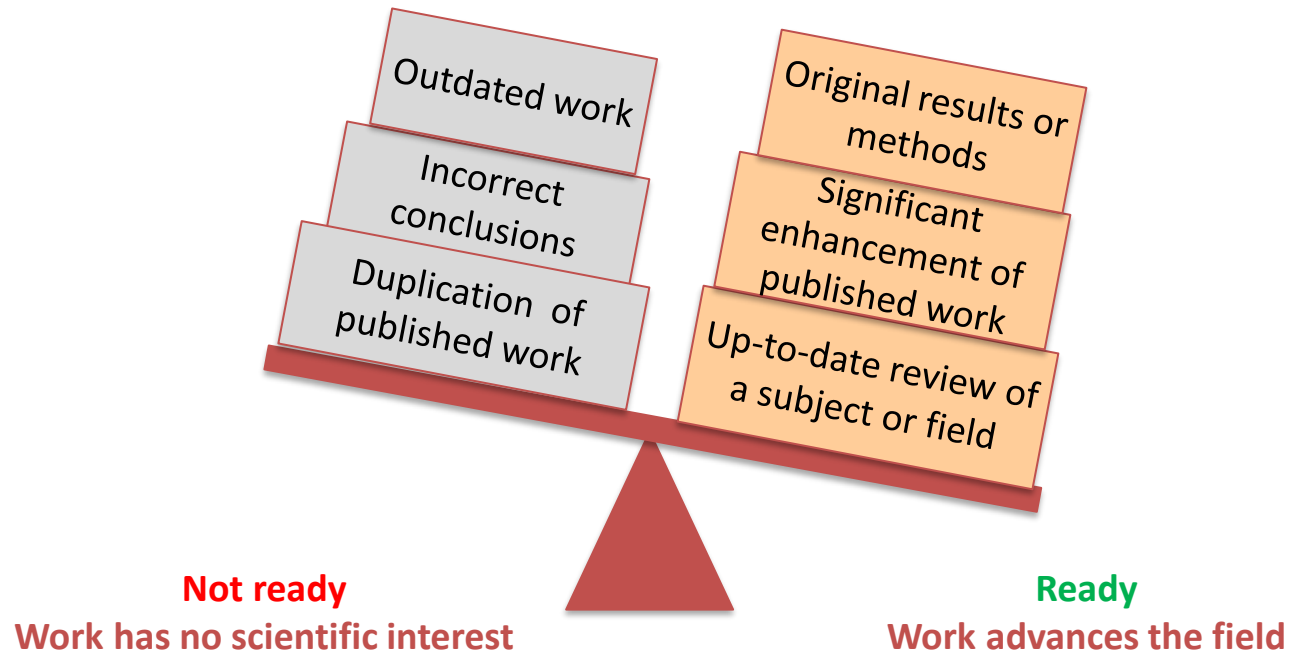 Outdated work
Incorrect
conclusions
Duplication of
published work
Original results or
methods
Significant
enhancement of
published work
Up-to-date review of
a subject or field
Not ready
Work has no scientific interest
Ready
Work advances the field